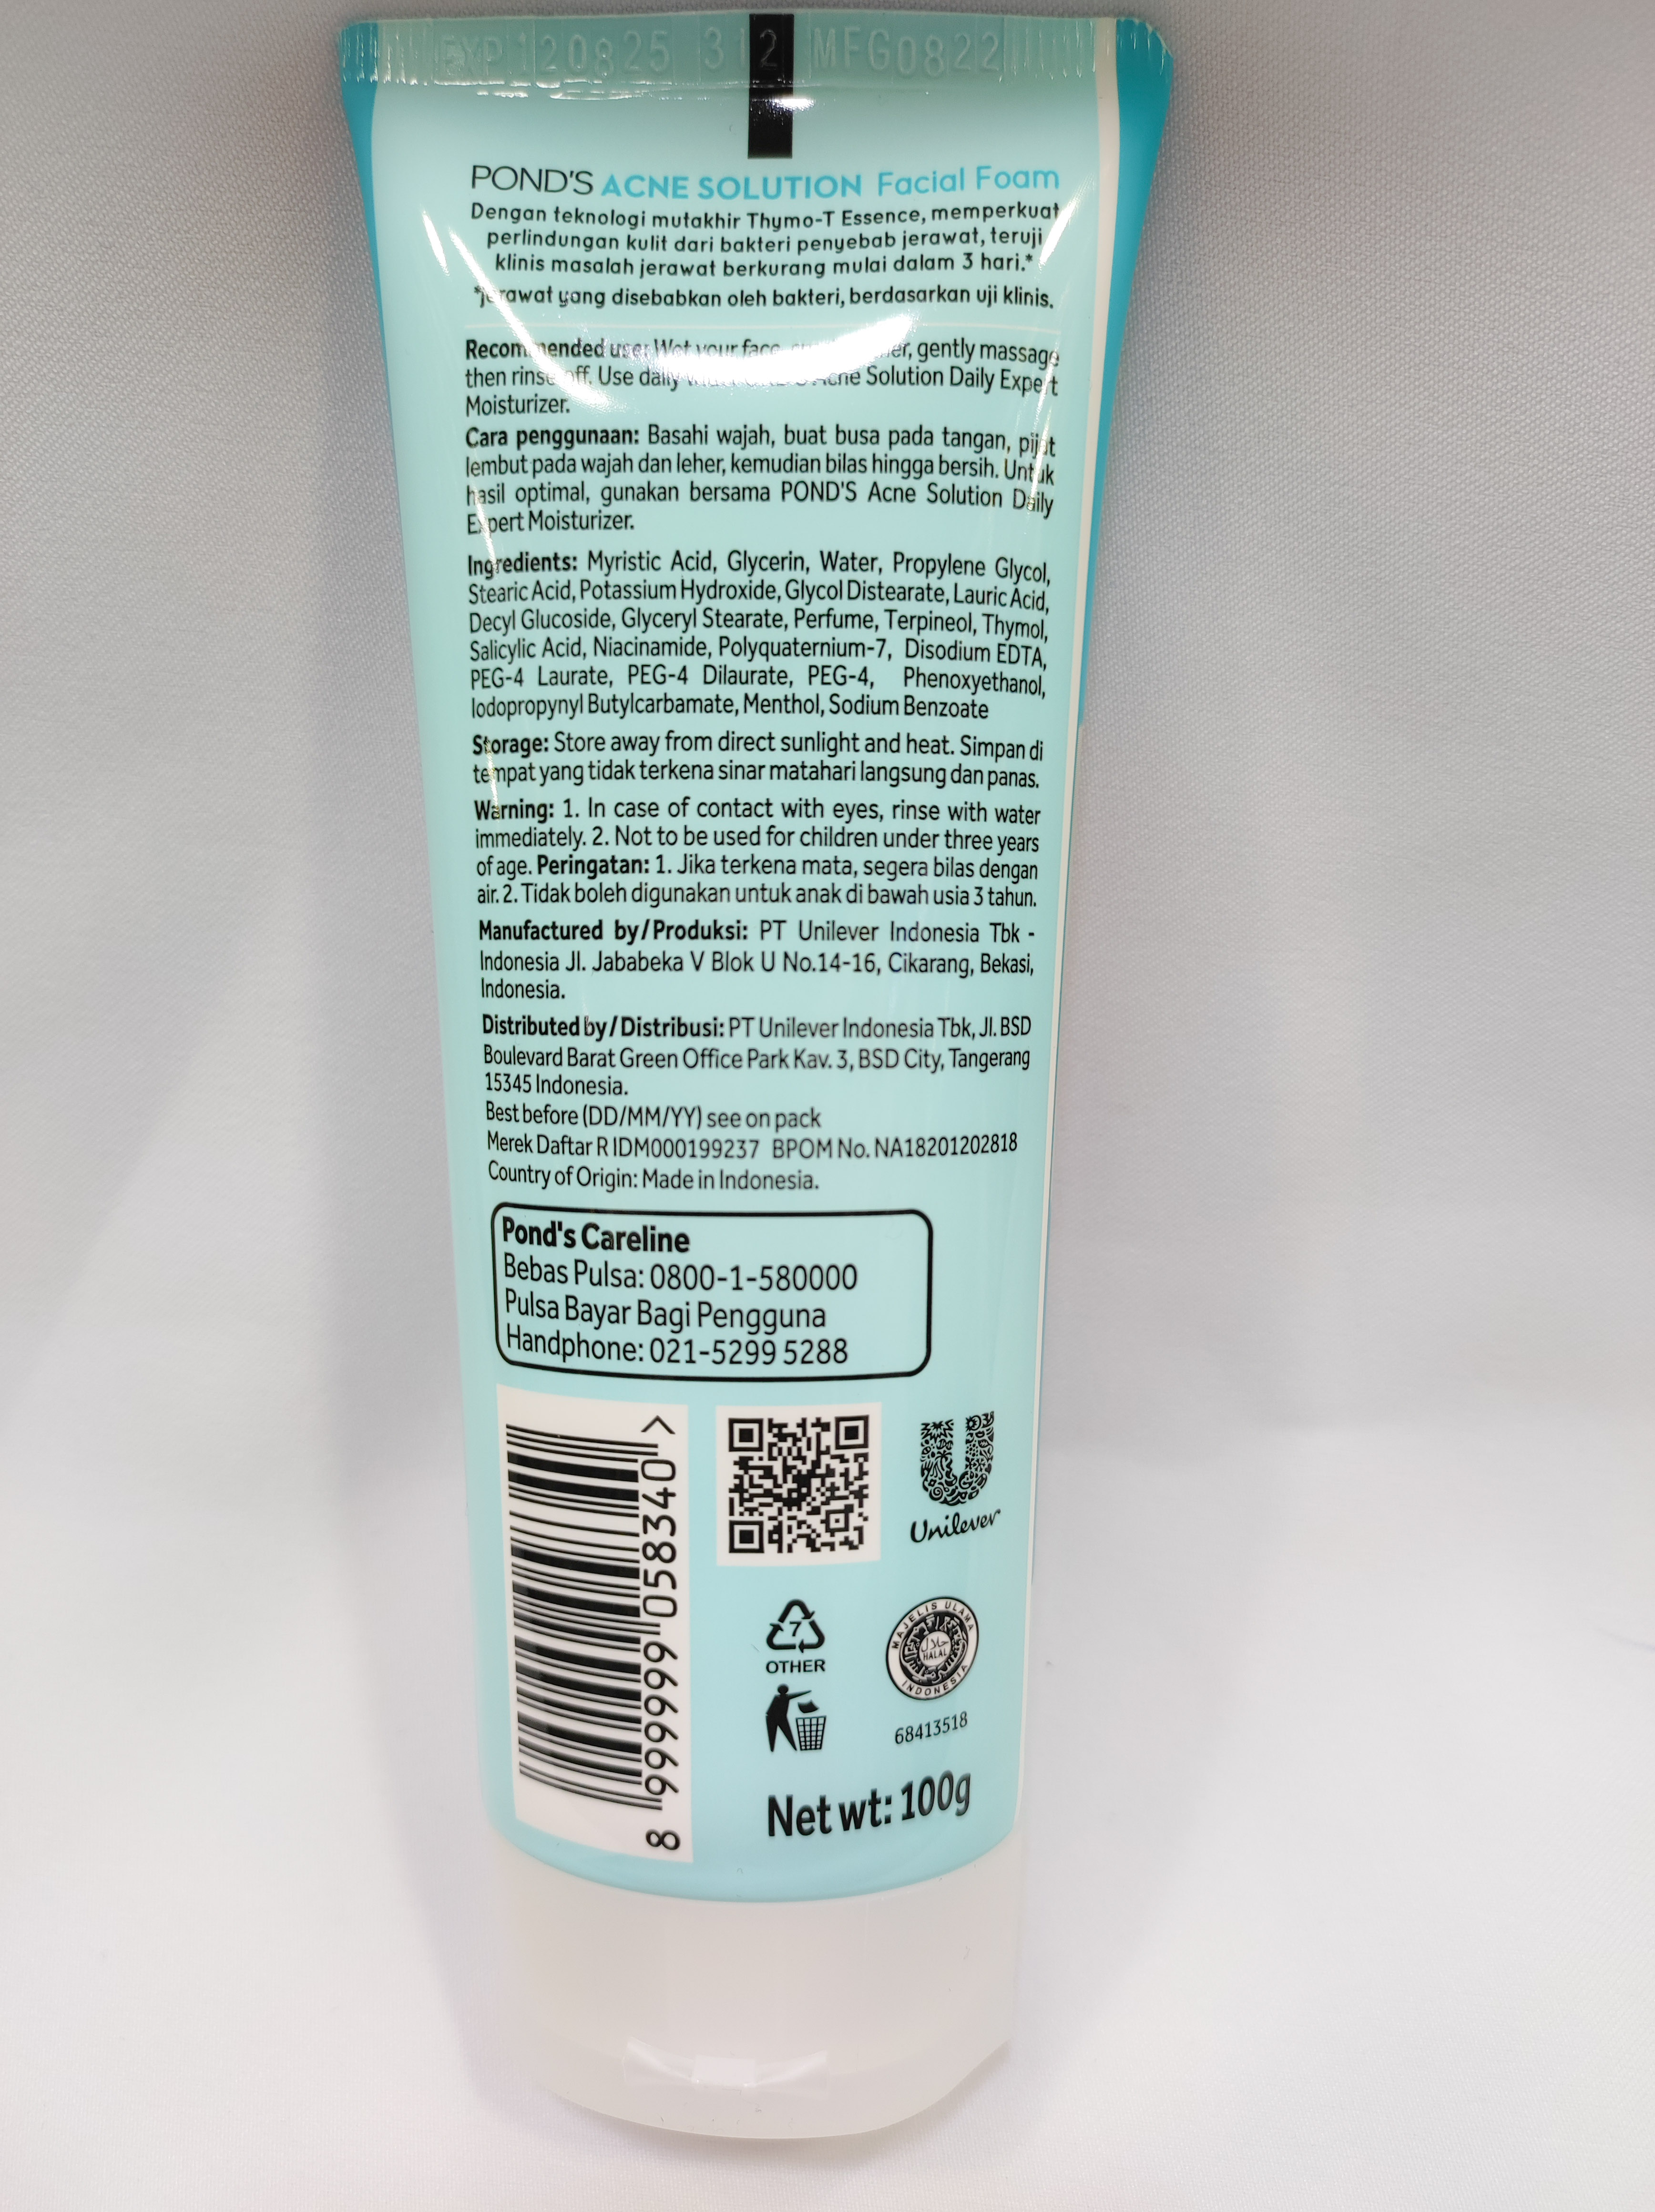 EXP 120825 312 MFG0822
POND'S ACNE SOLUTION Facial Foam
Dengan teknologi mutakhir Thymo-T Essence, memperkuat
perlindungan kulit dari bakteri penyebab jerawat, teruji
klinis masalah jerawat berkurang mulai dalam 3 hari.*
*jerawat yang disebabkan oleh bakteri, berdasarkan uji klinis.
Recommended use: Wet your face, gently massage
then rinse off. Use daily Acne Solution Daily Expert
Moisturizer.
Cara penggunaan: Basahi wajah, buat busa pada tangan, pijat
lembut pada wajah dan leher, kemudian bilas hingga bersih. Untuk
hasil optimal, gunakan bersama POND'S Acne Solution Daily
Expert Moisturizer.
Ingredients: Myristic Acid, Glycerin, Water, Propylene Glycol,
Stearic Acid, Potassium Hydroxide, Glycol Distearate, Lauric Acid,
Decyl Glucoside, Glyceryl Stearate, Perfume, Terpineol, Thymol,
Salicylic Acid, Niacinamide, Polyquaternium-7, Disodium EDTA,
PEG-4 Laurate, PEG-4 Dilaurate, PEG-4, Phenoxyethanol,
Iodopropynyl Butylcarbamate, Menthol, Sodium Benzoate
Storage: Store away from direct sunlight and heat. Simpan di
tempat yang tidak terkena sinar matahari langsung dan panas.
Warning: 1. In case of contact with eyes, rinse with water
immediately. 2. Not to be used for children under three years
of age. Peringatan: 1. Jika terkena mata, segera bilas dengan
air. 2. Tidak boleh digunakan untuk anak di bawah usia 3 tahun.
Manufactured by/Produksi: PT Unilever Indonesia Tbk -
Indonesia Jl. Jababeka V Blok U No.14-16, Cikarang, Bekasi,
Indonesia.
Distributed by/Distribusi: PT Unilever Indonesia Tbk, Jl. BSD
Boulevard Barat Green Office Park Kav. 3, BSD City, Tangerang
15345 Indonesia.
Best before (DD/MM/YY) see on pack
Merek Daftar R IDM000199237 BPOM No. NA18201202818
Country of Origin: Made in Indonesia.
Pond's Careline
Bebas Pulsa: 0800-1-580000
Pulsa Bayar Bagi Pengguna
Handphone: 021-5299 5288
8 999999 058340 >
Unilever
7
OTHER
MAJELIS ULAMA
حلال
HALAL
INDONESIA
68413518
Net wt: 100g